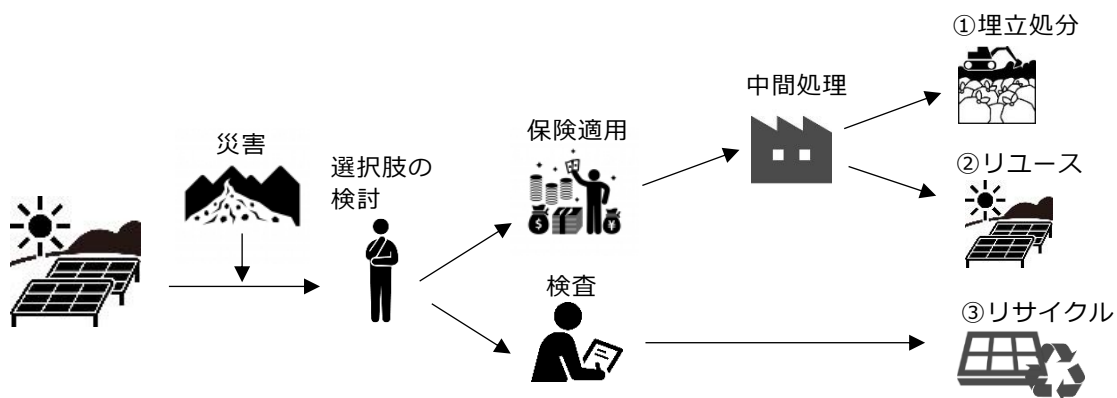 災害
選択肢の
検討
保険適用
検査
中間処理
①埋立処分
②リユース
③リサイクル
$
¥